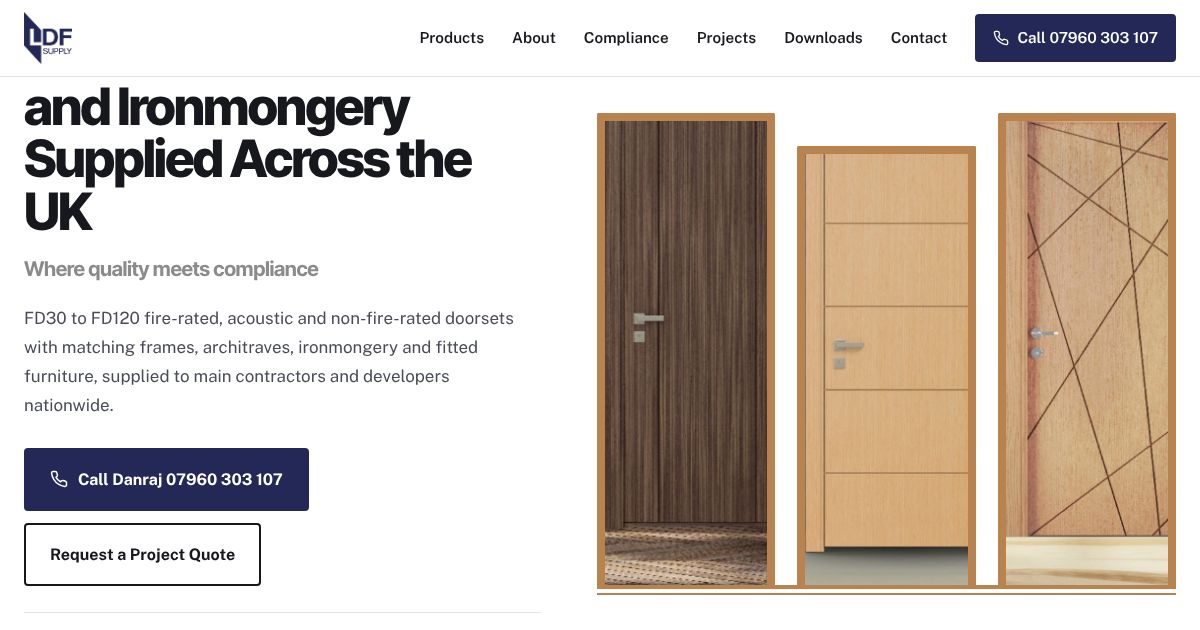 LDF
SUPPLY
Products
About
Compliance
Projects
Downloads
Contact
Call 07960 303 107
and Ironmongery
Supplied Across the
UK
Where quality meets compliance
FD30 to FD120 fire-rated, acoustic and non-fire-rated doorsets
with matching frames, architraves, ironmongery and fitted
furniture, supplied to main contractors and developers
nationwide.
Call Danraj 07960 303 107
Request a Project Quote